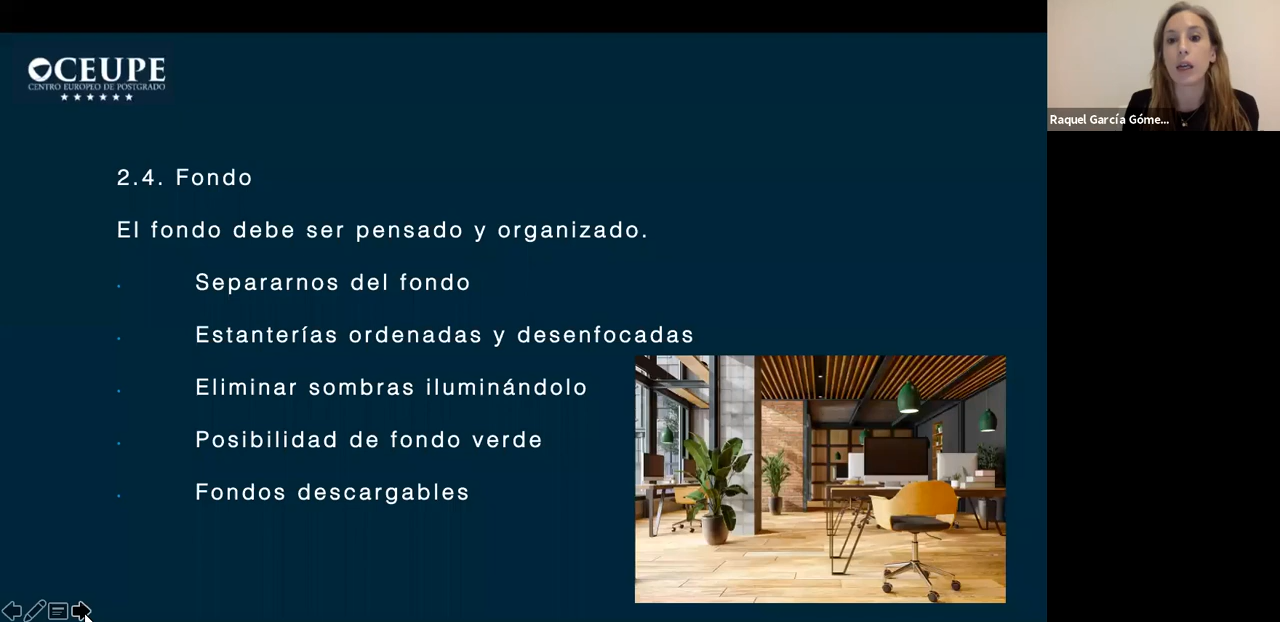 CEUPE
CENTRO EUROPEO DE POSTGRADO
2.4. Fondo
El fondo debe ser pensado y organizado.
Separarnos del fondo
Estanterías ordenadas y desenfocadas
Eliminar sombras iluminándolo
Posibilidad de fondo verde
Fondos descargables
Raquel García Góme...